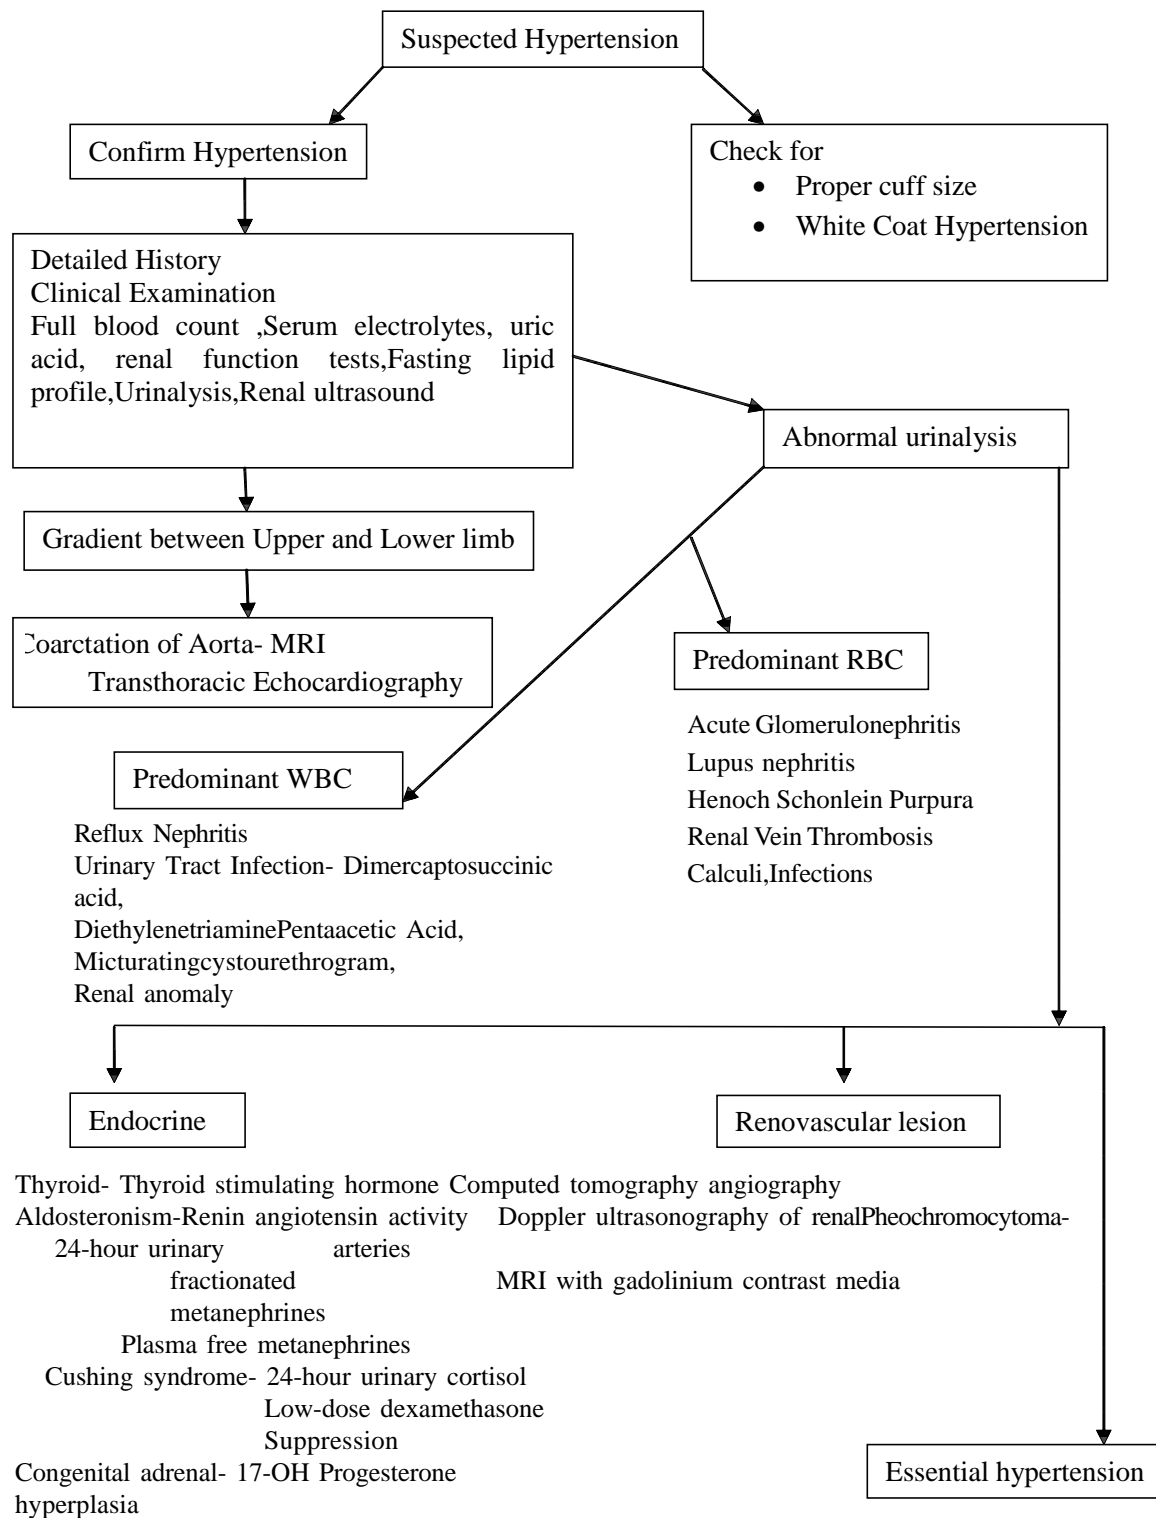 Suspected Hypertension
Confirm Hypertension
Check for
• Proper cuff size
• White Coat Hypertension
Detailed History
Clinical Examination
Full blood count ,Serum electrolytes, uric
acid, renal function tests,Fasting lipid
profile,Urinalysis,Renal ultrasound
Abnormal urinalysis
Gradient between Upper and Lower limb
Coarctation of Aorta- MRI
Transthoracic Echocardiography
Predominant RBC
Acute Glomerulonephritis
Lupus nephritis
Henoch Schonlein Purpura
Renal Vein Thrombosis
Calculi,Infections
Predominant WBC
Reflux Nephritis
Urinary Tract Infection- Dimercaptosuccinic
acid,
DiethylenetriaminePentaacetic Acid,
Micturatingcystourethrogram,
Renal anomaly
Endocrine
Renovascular lesion
Thyroid- Thyroid stimulating hormone Computed tomography angiography
Aldosteronism-Renin angiotensin activity Doppler ultrasonography of renalPheochromocytoma-
24-hour urinary arteries
fractionated MRI with gadolinium contrast media
metanephrines
Plasma free metanephrines
Cushing syndrome- 24-hour urinary cortisol
Low-dose dexamethasone
Suppression
Congenital adrenal- 17-OH Progesterone
hyperplasia
Essential hypertension